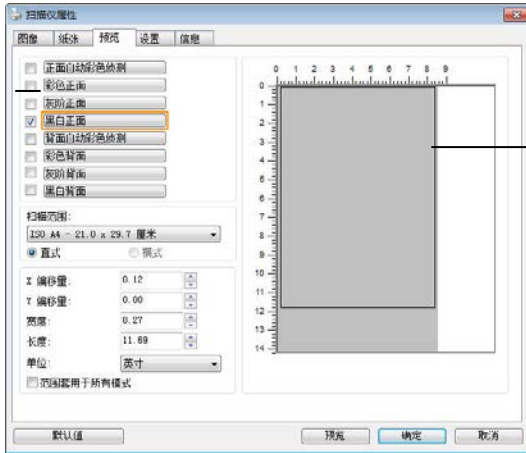 扫描仪属性
图像 纸张 预览 设置 信息
正面自动彩色侦测
彩色正面
灰阶正面
黑白正面
背面自动彩色侦测
彩色背面
灰阶背面
黑白背面
扫描范围:
ISO A4 - 21.0 x 29.7 厘米
直式 横式
X 偏移量: 0.12
Y 偏移量: 0.00
宽度: 0.27
长度: 11.69
单位: 英寸
范围套用于所有模式
0 1 2 3 4 5 6 7 8 9
0
1
2
3
4
5
6
7
8
9
10
11
12
13
14
默认值 预览 确定 取消